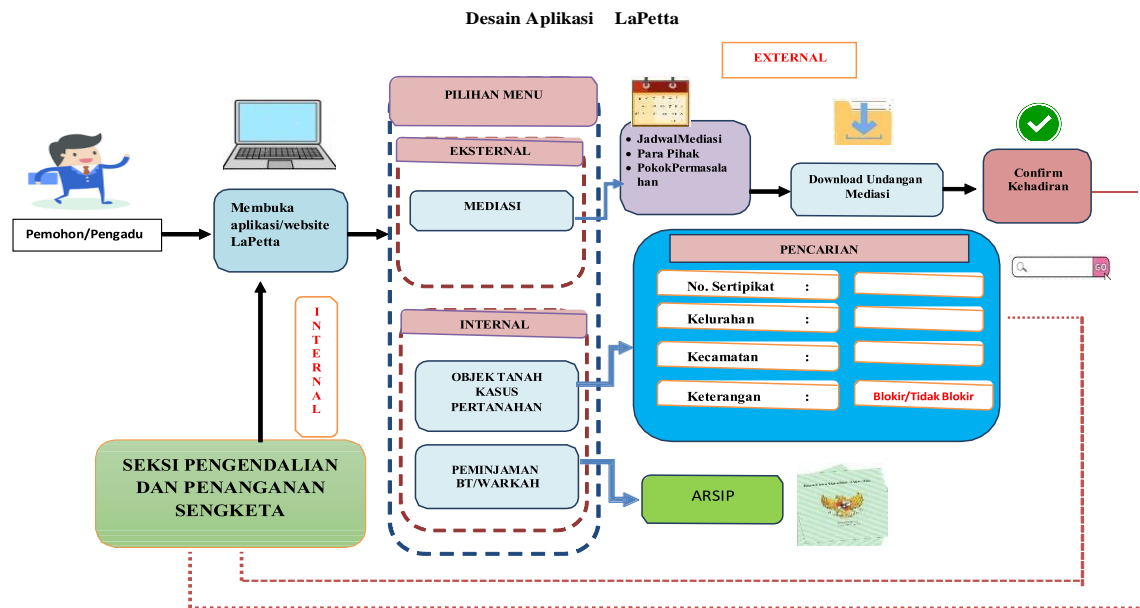 Desain Aplikasi LaPetta
EXTERNAL
PILIHAN MENU
EKSTERNAL
MEDIASI
• JadwalMediasi
• Para Pihak
• PokokPermasala
han
Download Undangan
Mediasi
Confirm
Kehadiran
Pemohon/Pengadu
Membuka
aplikasi/website
LaPetta
PENCARIAN
No. Sertipikat :
Kelurahan :
Kecamatan :
Keterangan :
Blokir/Tidak Blokir
GO
INTERNAL
INTERNAL
OBJEK TANAH
KASUS
PERTANAHAN
PEMINJAMAN
BT/WARKAH
SEKSI PENGENDALIAN
DAN PENANGANAN
SENGKETA
ARSIP